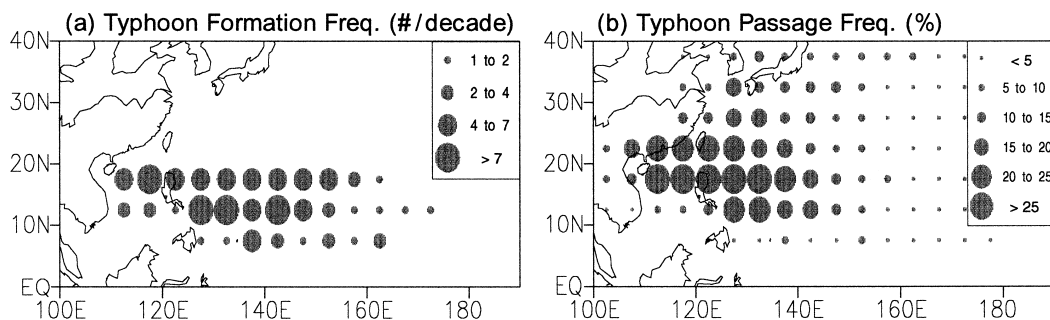 (a) Typhoon Formation Freq. (#/decade)
40N
30N
20N
10N
EQ
100E 120E 140E 160E 180
1 to 2
2 to 4
4 to 7
> 7
(b) Typhoon Passage Freq. (%)
40N
30N
20N
10N
EQ
100E 120E 140E 160E 180
< 5
5 to 10
10 to 15
15 to 20
20 to 25
> 25